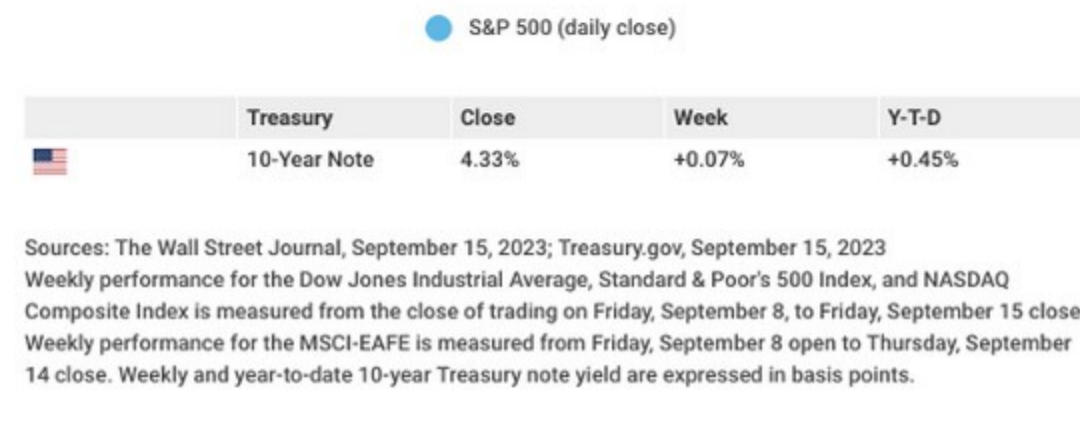 S&P 500 (daily close)
Treasury Close Week Y-T-D
10-Year Note 4.33% +0.07% +0.45%
Sources: The Wall Street Journal, September 15, 2023; Treasury.gov, September 15, 2023
Weekly performance for the Dow Jones Industrial Average, Standard & Poor's 500 Index, and NASDAQ
Composite Index is measured from the close of trading on Friday, September 8, to Friday, September 15 close
Weekly performance for the MSCI-EAFE is measured from Friday, September 8 open to Thursday, September
14 close. Weekly and year-to-date 10-year Treasury note yield are expressed in basis points.